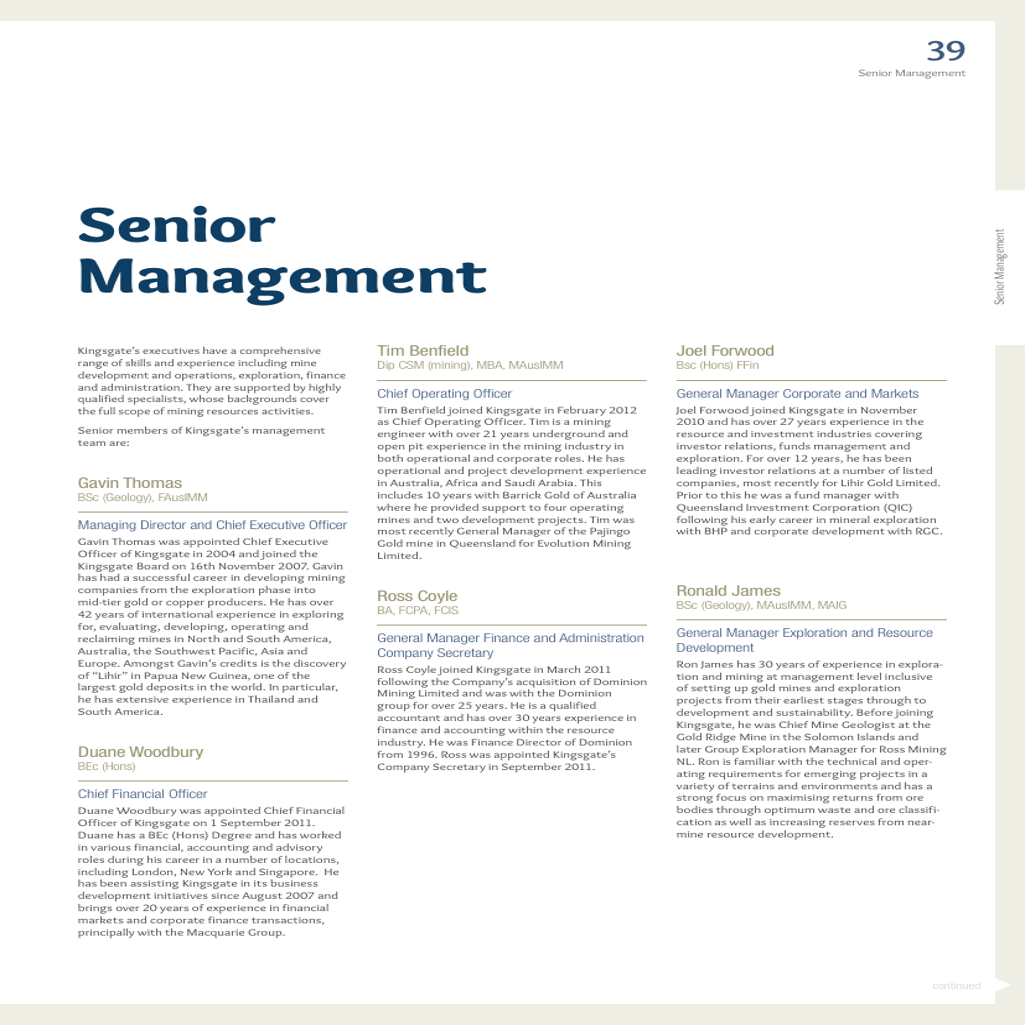 39
Senior Management
Senior
Management
Senior Management
Kingsgate's executives have a comprehensive
range of skills and experience including mine
development and operations, exploration, finance
and administration. They are supported by highly
qualified specialists, whose backgrounds cover
the full scope of mining resources activities.
Senior members of Kingsgate's management
team are:
Gavin Thomas
BSc (Geology), FAusIMM
Managing Director and Chief Executive Officer
Gavin Thomas was appointed Chief Executive
Officer of Kingsgate in 2004 and joined the
Kingsgate Board on 16th November 2007. Gavin
has had a successful career in developing mining
companies from the exploration phase into
mid-tier gold or copper producers. He has over
42 years of international experience in exploring
for, evaluating, developing, operating and
reclaiming mines in North and South America,
Australia, the Southwest Pacific, Asia and
Europe. Amongst Gavin's credits is the discovery
of "Lihir" in Papua New Guinea, one of the
largest gold deposits in the world. In particular,
he has extensive experience in Thailand and
South America.
Duane Woodbury
BEc (Hons)
Chief Financial Officer
Duane Woodbury was appointed Chief Financial
Officer of Kingsgate on 1 September 2011.
Duane has a BEc (Hons) Degree and has worked
in various financial, accounting and advisory
roles during his career in a number of locations,
including London, New York and Singapore. He
has been assisting Kingsgate in its business
development initiatives since August 2007 and
brings over 20 years of experience in financial
markets and corporate finance transactions,
principally with the Macquarie Group.
Tim Benfield
Dip CSM (mining), MBA, MAusIMM
Chief Operating Officer
Tim Benfield joined Kingsgate in February 2012
as Chief Operating Officer. Tim is a mining
engineer with over 21 years underground and
open pit experience in the mining industry in
both operational and corporate roles. He has
operational and project development experience
in Australia, Africa and Saudi Arabia. This
includes 10 years with Barrick Gold of Australia
where he provided support to four operating
mines and two development projects. Tim was
most recently General Manager of the Pajingo
Gold mine in Queensland for Evolution Mining
Limited.
Ross Coyle
BA, FCPA, FCIS
General Manager Finance and Administration
Company Secretary
Ross Coyle joined Kingsgate in March 2011
following the Company's acquisition of Dominion
Mining Limited and was with the Dominion
group for over 25 years. He is a qualified
accountant and has over 30 years experience in
finance and accounting within the resource
industry. He was Finance Director of Dominion
from 1996. Ross was appointed Kingsgate's
Company Secretary in September 2011.
Joel Forwood
Bsc (Hons) FFin
General Manager Corporate and Markets
Joel Forwood joined Kingsgate in November
2010 and has over 27 years experience in the
resource and investment industries covering
investor relations, funds management and
exploration. For over 12 years, he has been
leading investor relations at a number of listed
companies, most recently for Lihir Gold Limited.
Prior to this he was a fund manager with
Queensland Investment Corporation (QIC)
following his early career in mineral exploration
with BHP and corporate development with RGC.
Ronald James
BSc (Geology), MAusIMM, MAIG
General Manager Exploration and Resource
Development
Ron James has 30 years of experience in explora-
tion and mining at management level inclusive
of setting up gold mines and exploration
projects from their earliest stages through to
development and sustainability. Before joining
Kingsgate, he was Chief Mine Geologist at the
Gold Ridge Mine in the Solomon Islands and
later Group Exploration Manager for Ross Mining
NL. Ron is familiar with the technical and oper-
ating requirements for emerging projects in a
variety of terrains and environments and has a
strong focus on maximising returns from ore
bodies through optimum waste and ore classifi-
cation as well as increasing reserves from near-
mine resource development.
continued